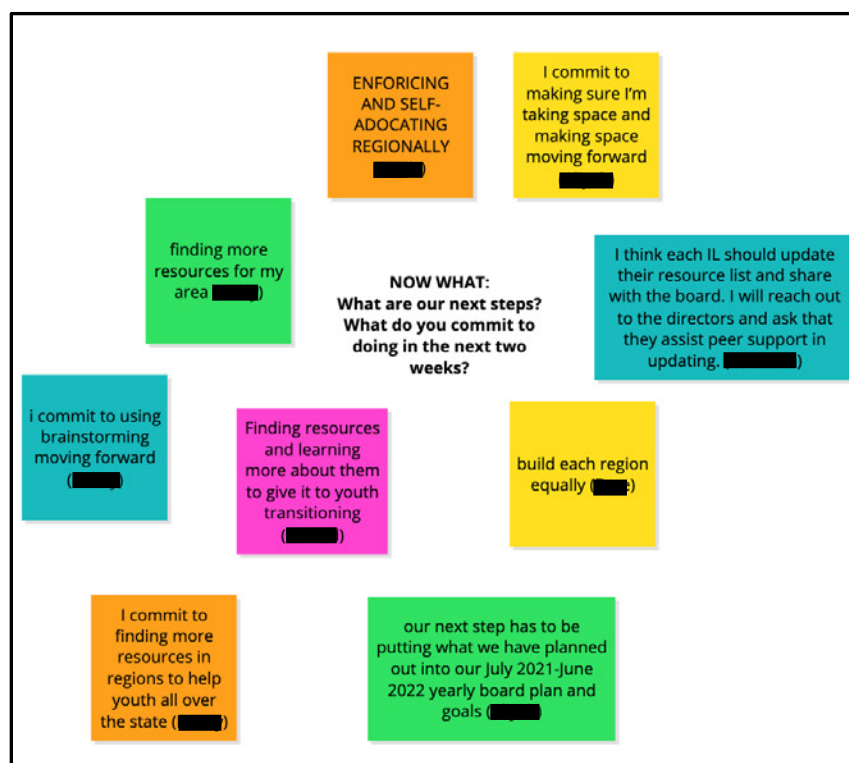 ENFORICING
AND SELF-
ADOCATING
REGIONALLY
)
I commit to
making sure I'm
taking space and
making space
moving forward
finding more
resources for my
area )
NOW WHAT:
What are our next steps?
What do you commit to
doing in the next two
weeks?
I think each IL should update
their resource list and share
with the board. I will reach out
to the directors and ask that
they assist peer support in
updating. ( )
i commit to using
brainstorming
moving forward
( )
Finding resources
and learning
more about them
to give it to youth
transitioning
( )
build each region
equally ( )
I commit to
finding more
resources in
regions to help
youth all over
the state ( )
our next step has to be
putting what we have planned
out into our July 2021-June
2022 yearly board plan and
goals ( )